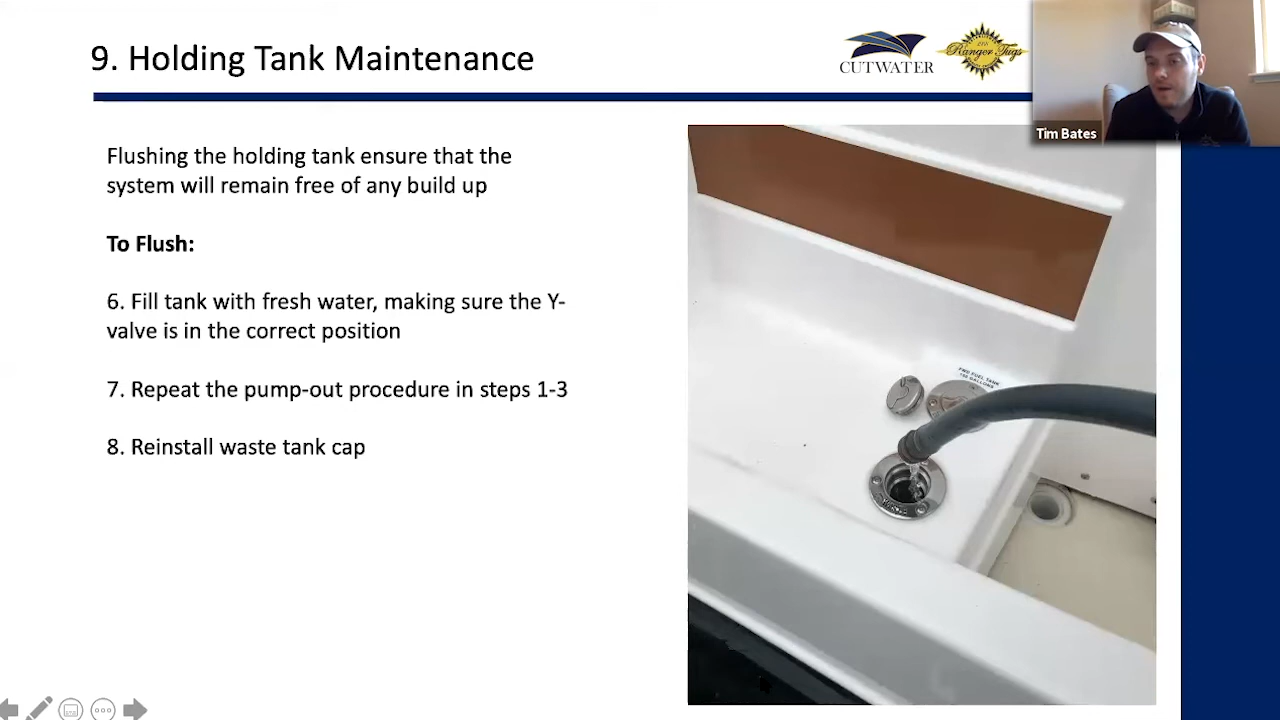 9. Holding Tank Maintenance
CUTWATER
Ranger Tugs
Tim Bates
Flushing the holding tank ensure that the
system will remain free of any build up
To Flush:
6. Fill tank with fresh water, making sure the Y-
valve is in the correct position
7. Repeat the pump-out procedure in steps 1-3
8. Reinstall waste tank cap
FWD FUEL TANK